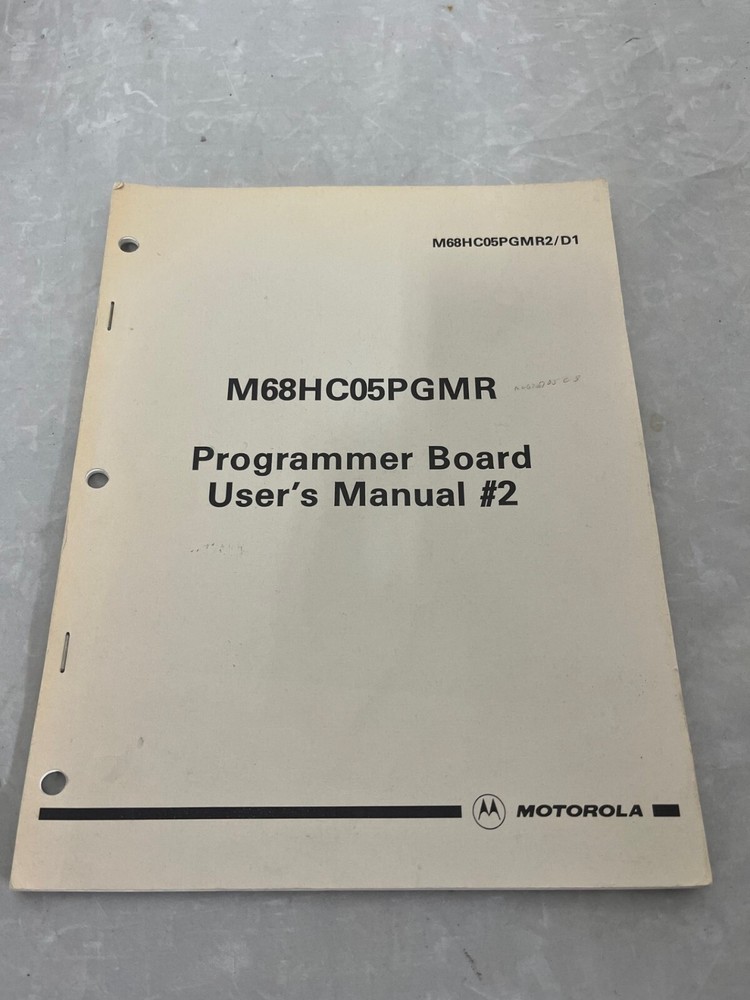 M68HC05PGMR2/D1
M68HC05PGMR
Programmer Board
User's Manual #2
MOTOROLA